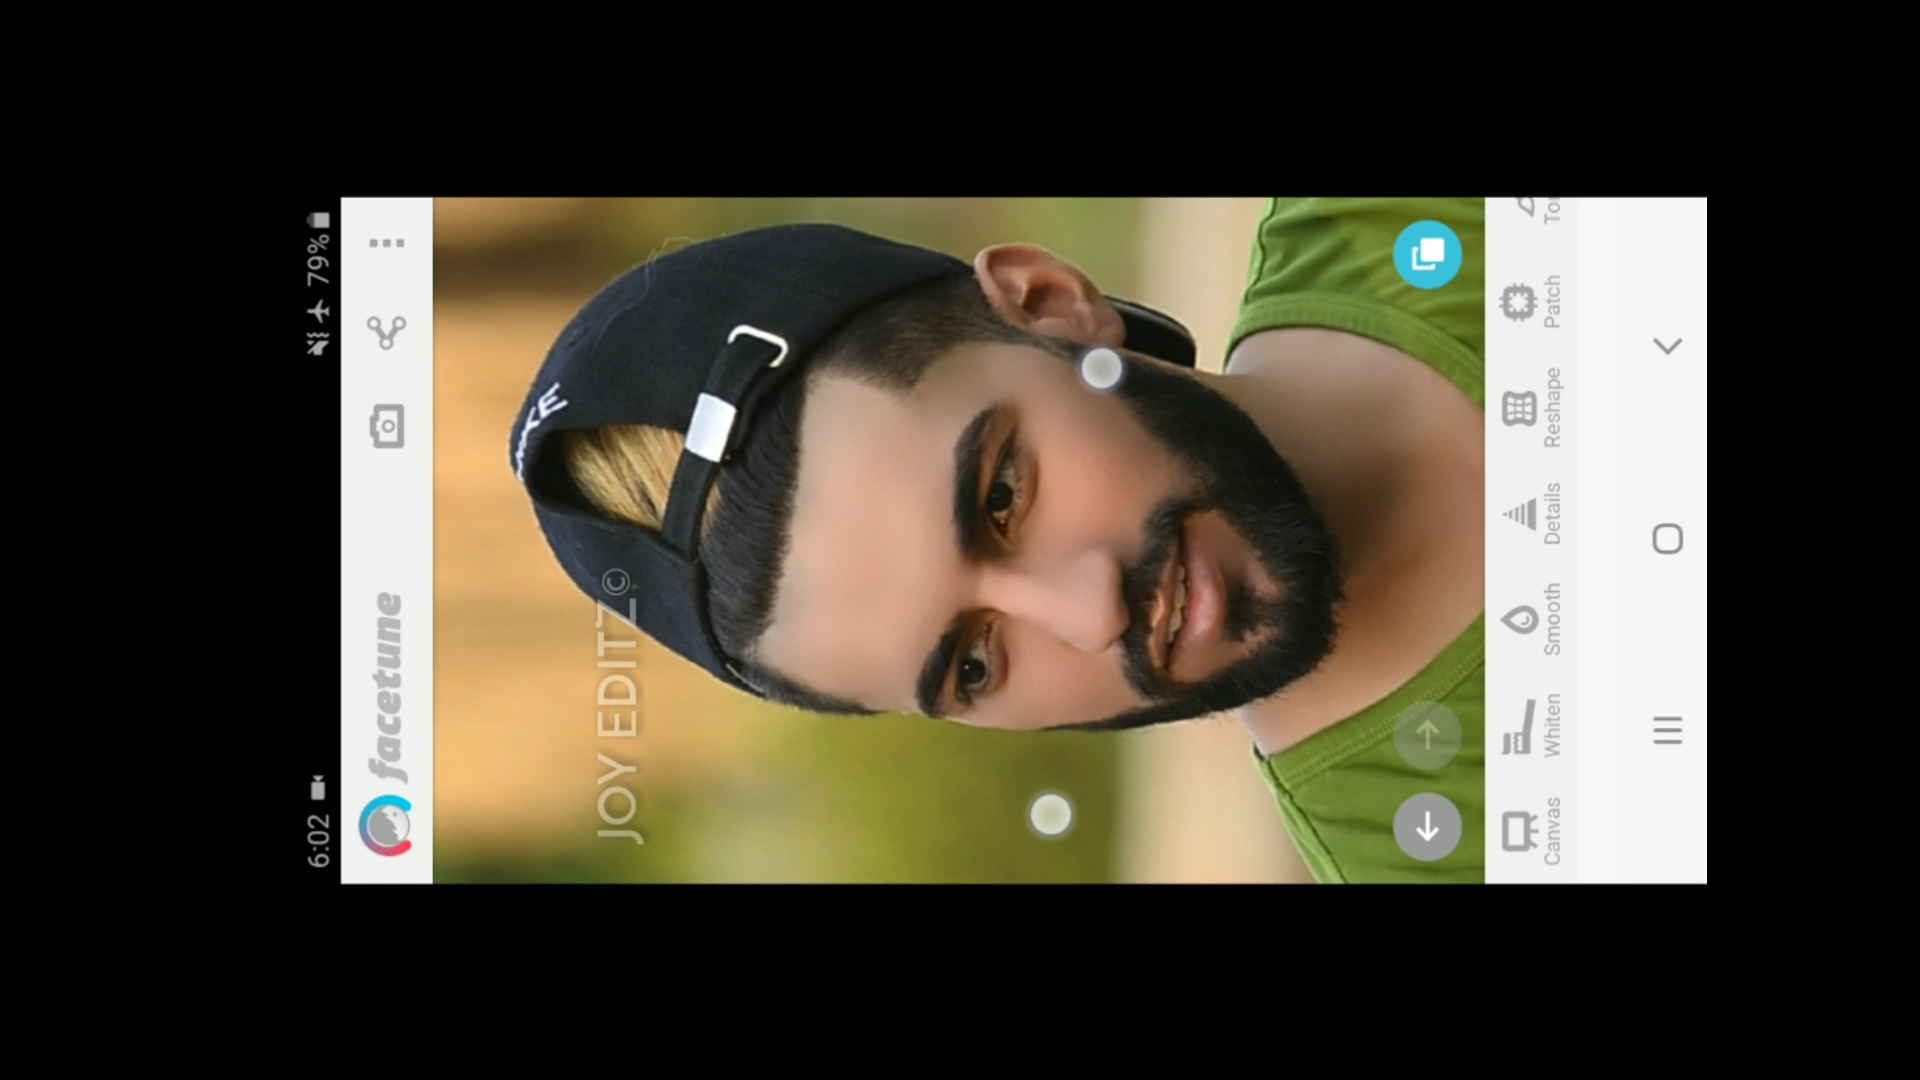 6:02
79%
facetune
JOY EDITZ©
Canvas
Whiten
Smooth
Details
Reshape
Patch